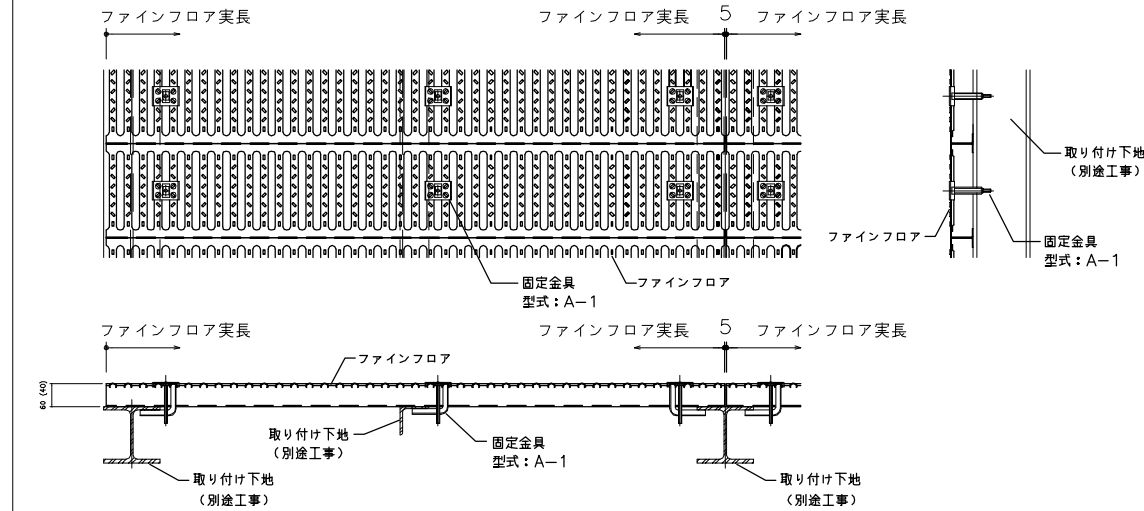 ファインフロア実長
ファインフロア実長
5
ファインフロア実長
取り付け下地
（別途工事）
ファインフロア
固定金具
型式：A－1
固定金具
型式：A－1
ファインフロア
ファインフロア実長
ファインフロア実長
5
ファインフロア実長
ファインフロア
60 (40)
取り付け下地
（別途工事）
固定金具
型式：A－1
取り付け下地
（別途工事）
取り付け下地
（別途工事）